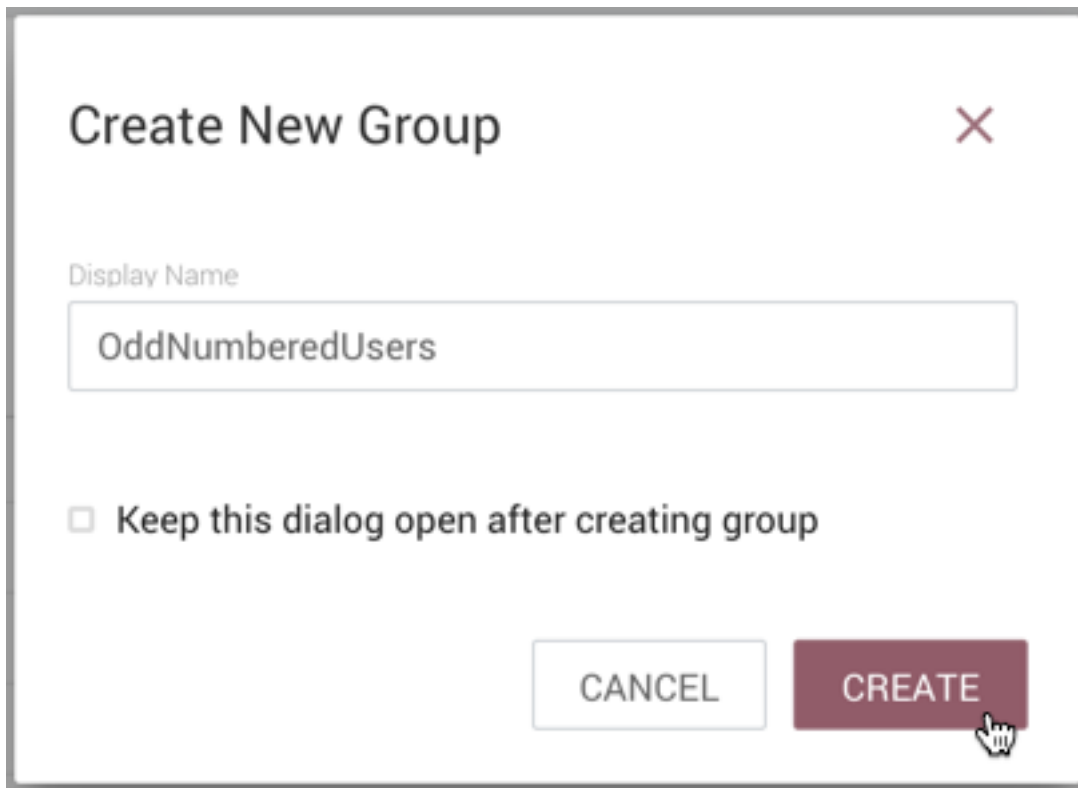 Create New Group
Display Name
OddNumberedUsers
Keep this dialog open after creating group
CANCEL
CREATE